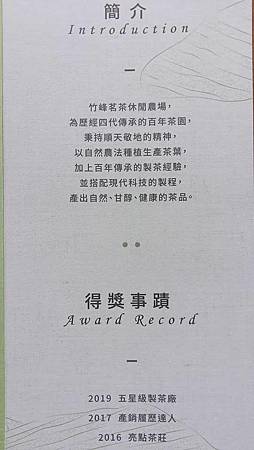 簡介
Introduction
竹峰茗茶休閒農場，
為歷經四代傳承的百年茶園，
秉持順天敬地的精神，
以自然農法種植生產茶葉，
加上百年傳承的製茶經驗，
並搭配現代科技的製程，
產出自然、甘醇、健康的茶品。
得獎事蹟
Award Record
2019 五星級製茶廠
2017 產銷履歷達人
2016 亮點茶莊